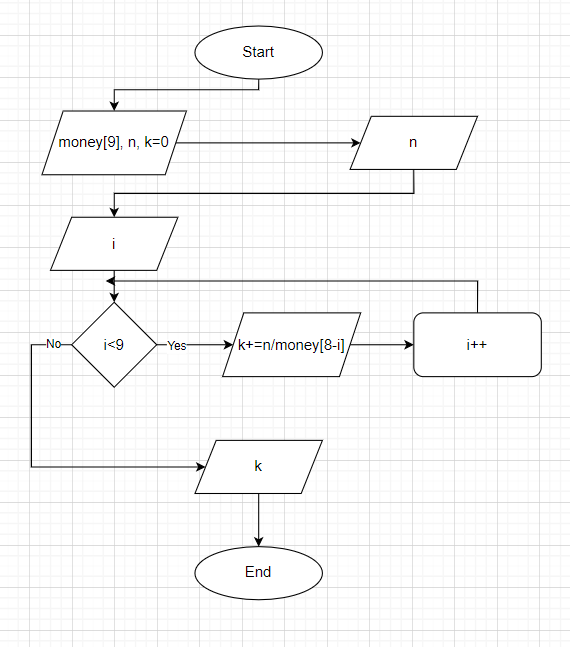 Start
money[9], n, k=0
n
i
i<9
No
Yes
k+=n/money[8-i]
i++
k
End